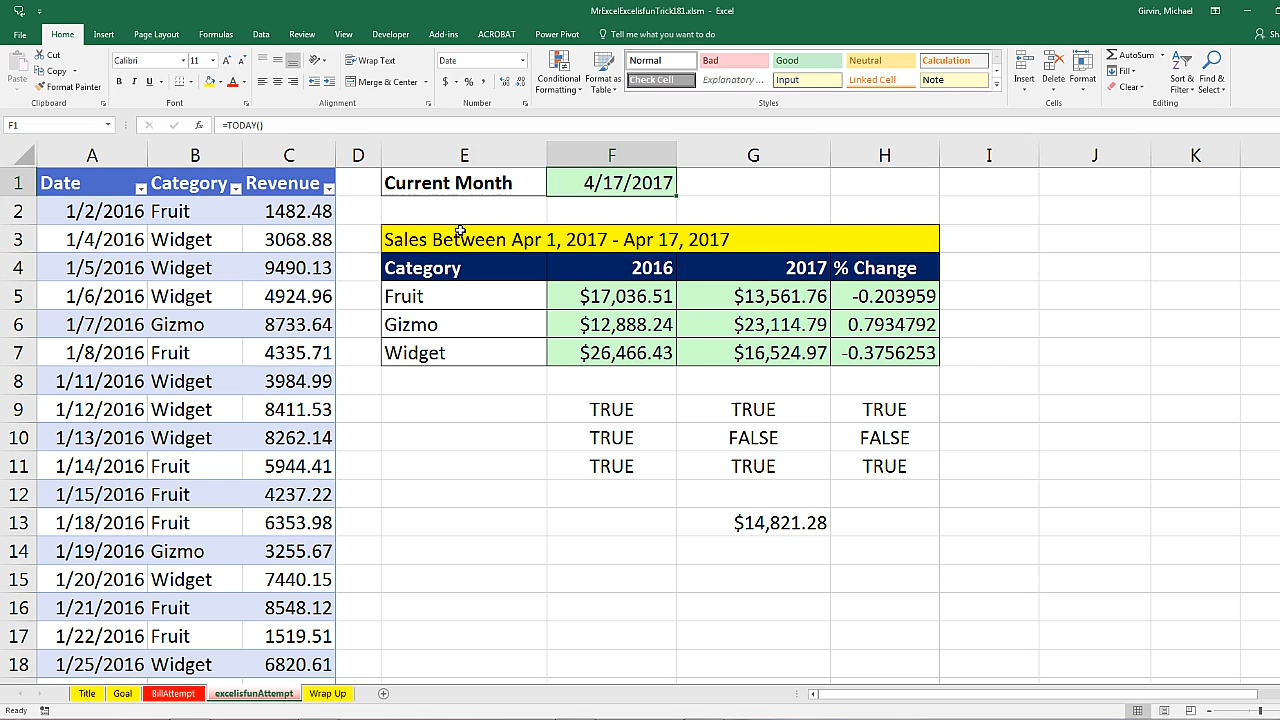 MrExcelExcelisfunTrick181.xlsm - Excel
Girvin, Michael
File Home Insert Page Layout Formulas Data Review View Developer Add-ins ACROBAT Power Pivot Tell me what you want to do
Cut
Copy
Format Painter
Paste
Clipboard
Calibri 11
B I U
Font
Wrap Text
Merge & Center
Alignment
Date
$ % ,
Number
Conditional Formatting
Format as Table
Normal Bad Good Neutral Calculation
Check Cell Explanatory ... Input Linked Cell Note
Styles
Insert Delete Format
Cells
AutoSum
Fill
Clear
Sort & Filter
Find & Select
Editing
F1 fx =TODAY()
A B C D E F G H I J K
1 Date Category Revenue Current Month 4/17/2017
2 1/2/2016 Fruit 1482.48
3 1/4/2016 Widget 3068.88 Sales Between Apr 1, 2017 - Apr 17, 2017
4 1/5/2016 Widget 9490.13 Category 2016 2017 % Change
5 1/6/2016 Widget 4924.96 Fruit $17,036.51 $13,561.76 -0.203959
6 1/7/2016 Gizmo 8733.64 Gizmo $12,888.24 $23,114.79 0.7934792
7 1/8/2016 Fruit 4335.71 Widget $26,466.43 $16,524.97 -0.3756253
8 1/11/2016 Widget 3984.99
9 1/12/2016 Widget 8411.53 TRUE TRUE TRUE
10 1/13/2016 Widget 8262.14 TRUE FALSE FALSE
11 1/14/2016 Fruit 5944.41 TRUE TRUE TRUE
12 1/15/2016 Fruit 4237.22
13 1/18/2016 Fruit 6353.98 $14,821.28
14 1/19/2016 Gizmo 3255.67
15 1/20/2016 Widget 7440.15
16 1/21/2016 Fruit 8548.12
17 1/22/2016 Fruit 1519.51
18 1/25/2016 Widget 6820.61
Title Goal BillAttempt excelisfunAttempt Wrap Up
Ready